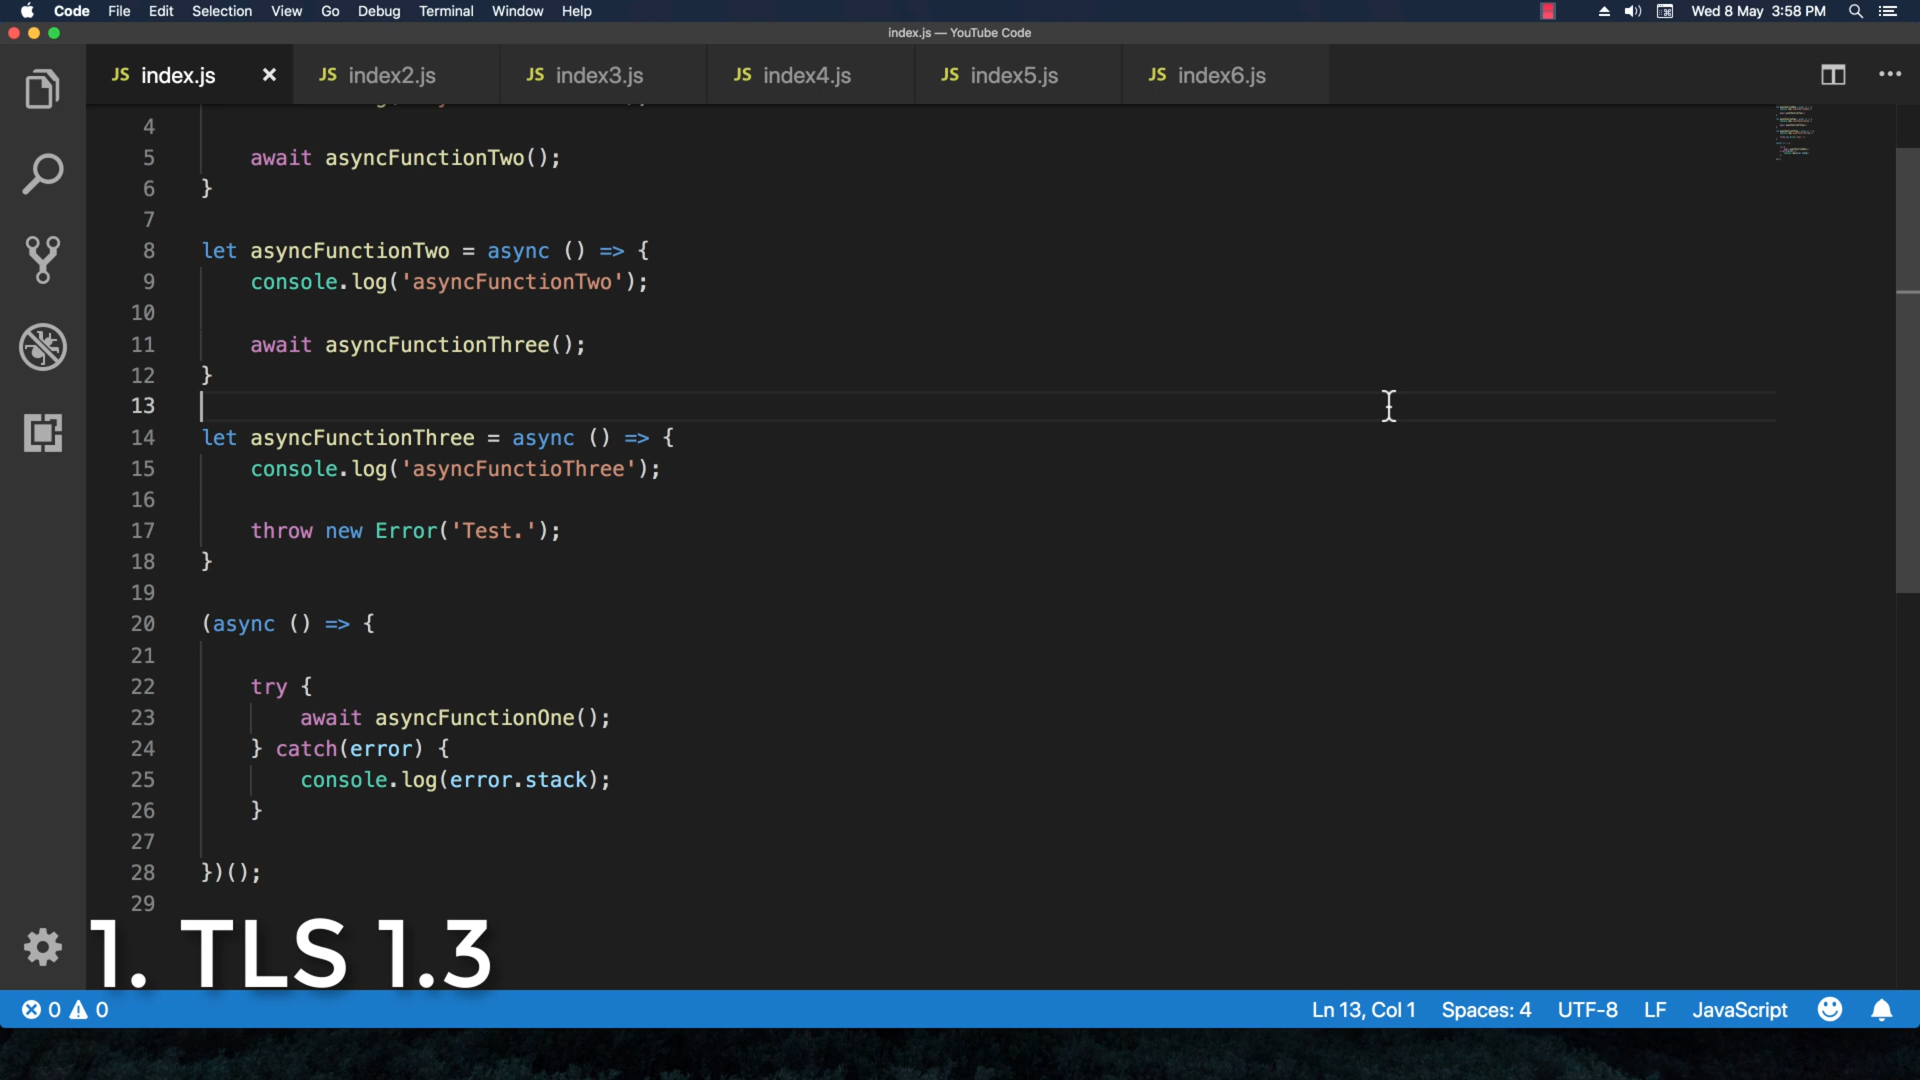 Code File Edit Selection View Go Debug Terminal Window Help Wed 8 May 3:58 PM
index.js — YouTube Code
JS index.js × JS index2.js JS index3.js JS index4.js JS index5.js JS index6.js
4
5 await asyncFunctionTwo();
6 }
7
8 let asyncFunctionTwo = async () => {
9 console.log('asyncFunctionTwo');
10
11 await asyncFunctionThree();
12 }
13
14 let asyncFunctionThree = async () => {
15 console.log('asyncFunctioThree');
16
17 throw new Error('Test.');
18 }
19
20 (async () => {
21
22 try {
23 await asyncFunctionOne();
24 } catch(error) {
25 console.log(error.stack);
26 }
27
28 })();
29
1. TLS 1.3
0 0 Ln 13, Col 1 Spaces: 4 UTF-8 LF JavaScript